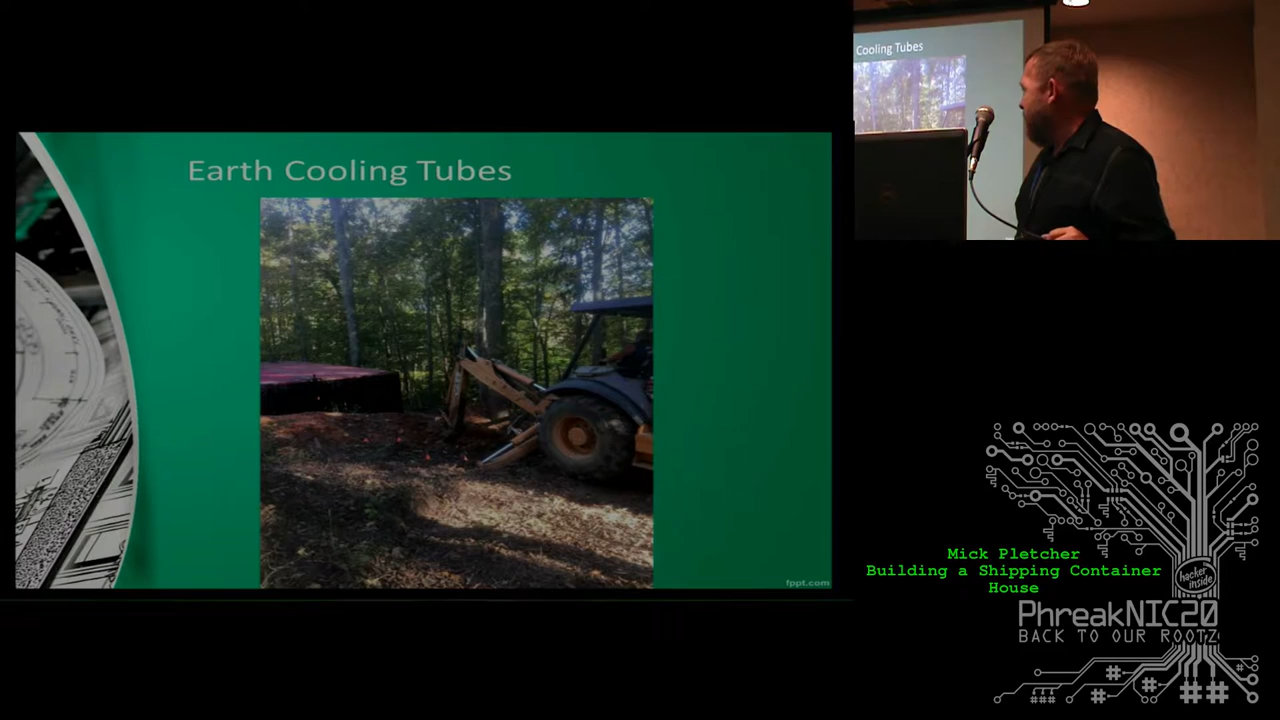 Earth Cooling Tubes
fppt.com
Cooling Tubes
Mick Pletcher
Building a Shipping Container
House
hacker
inside
PhreakNIC20
BACK TO OUR ROOTZ